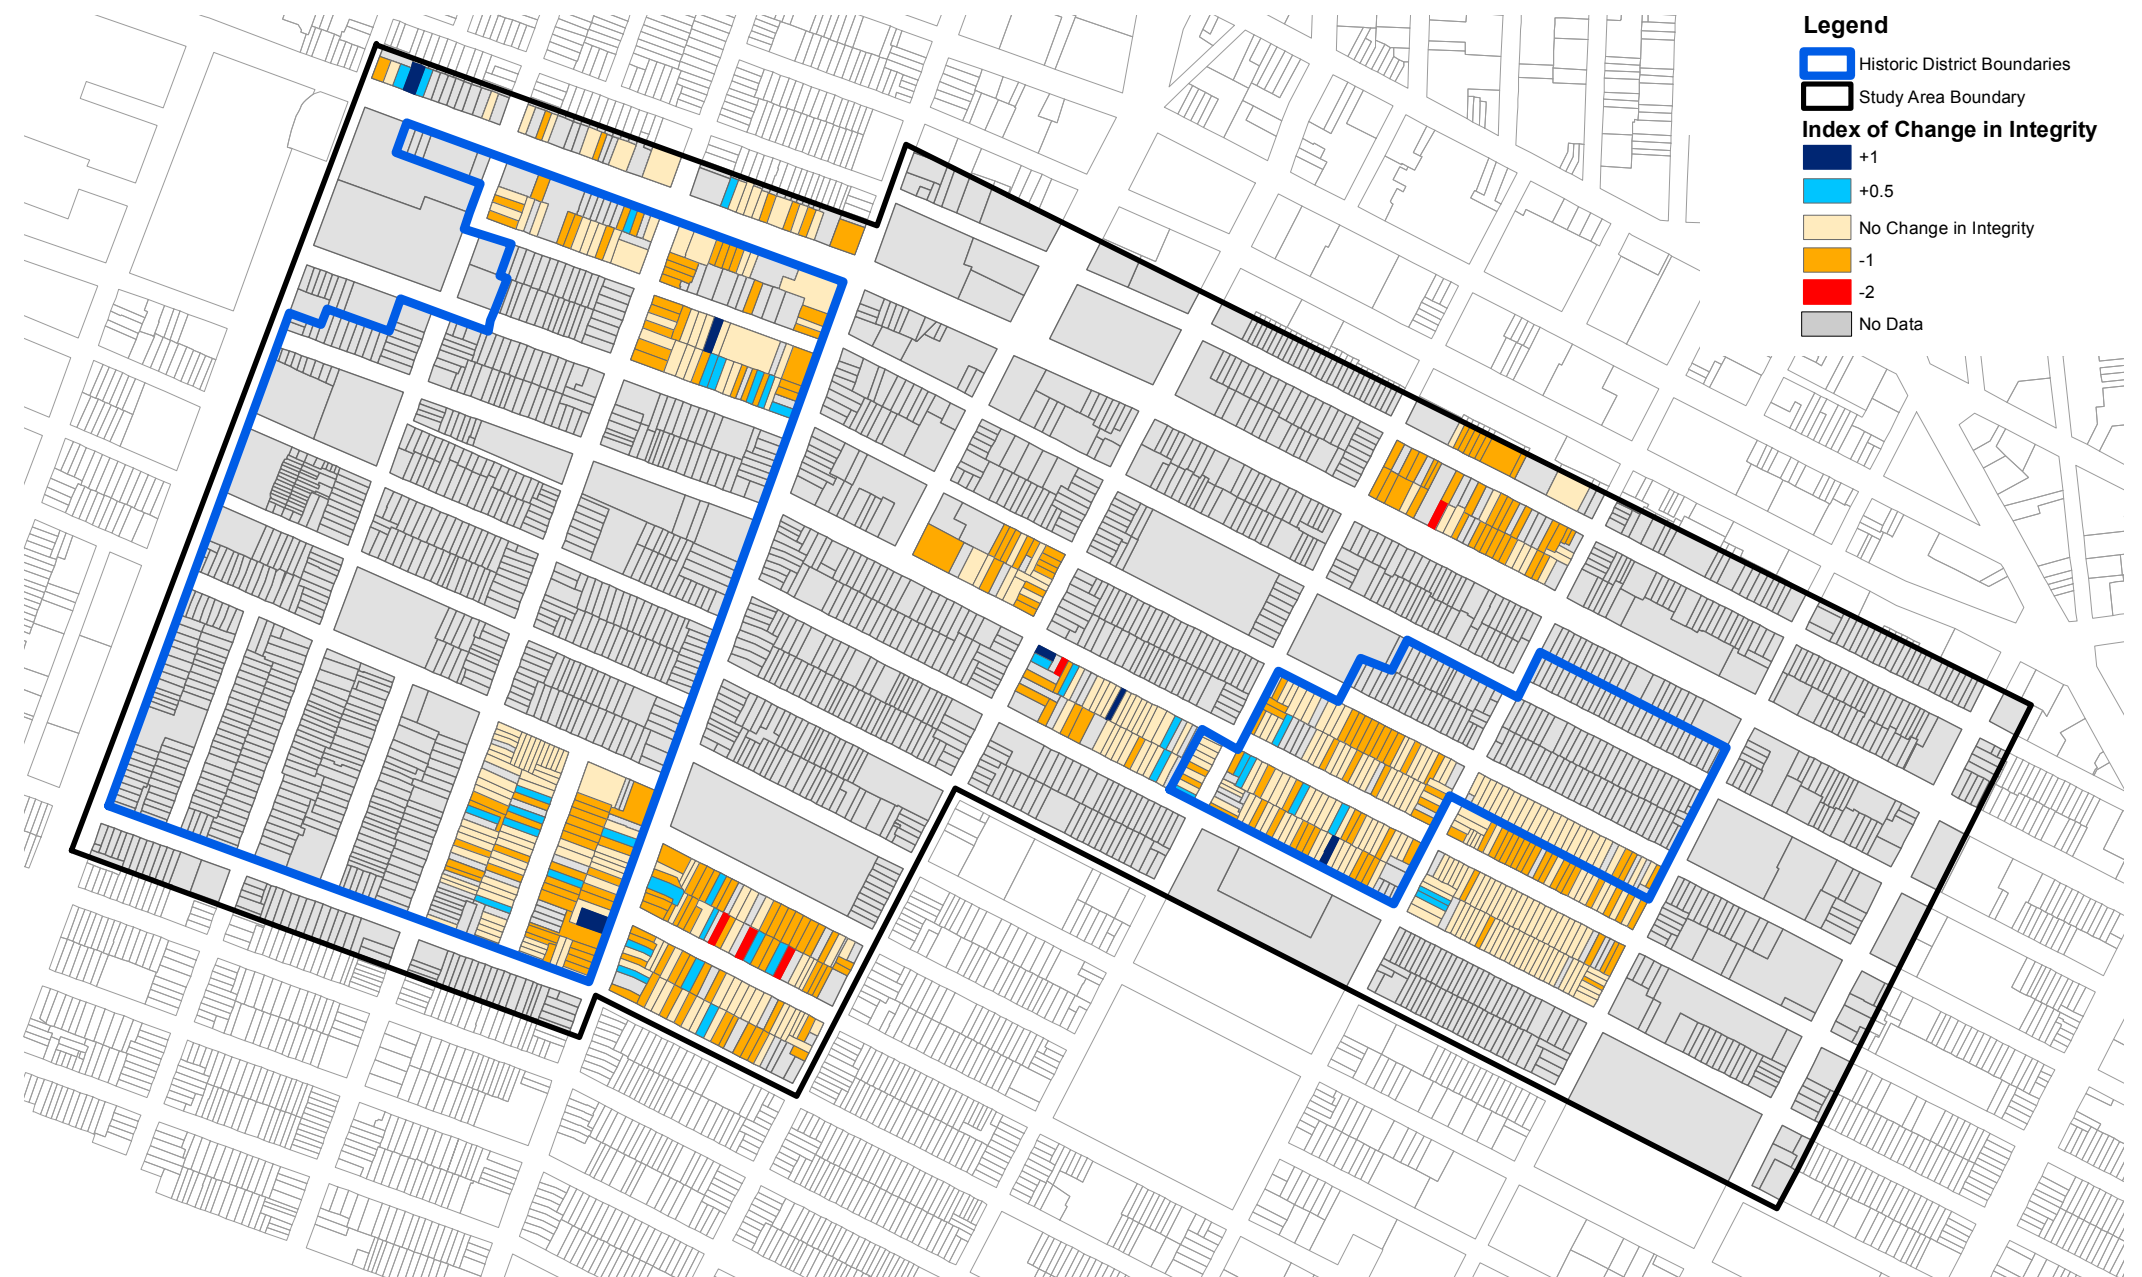 Legend
Historic District Boundaries
Study Area Boundary
Index of Change in Integrity
+1
+0.5
No Change in Integrity
-1
-2
No Data